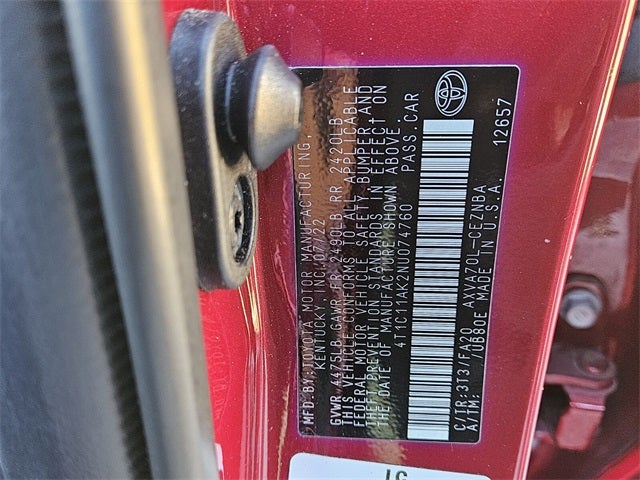 MFD. BY: TOYOTA MOTOR MANUFACTURING,
KENTUCKY, INC. 07/22
GVWR 4475LB GAWR FR 2490LB RR 2420LB
THIS VEHICLE CONFORMS TO ALL APPLICABLE
FEDERAL MOTOR VEHICLE SAFETY, BUMPER AND
THEFT PREVENTION STANDARDS IN EFFECT ON
THE DATE OF MANUFACTURE SHOWN ABOVE.
4T1C11AK2NU074760 PASS. CAR
C/TR: 3T3 / FA20 AXVA70L-CEZNBA
A/TM: /UB80E MADE IN U.S.A.
12657